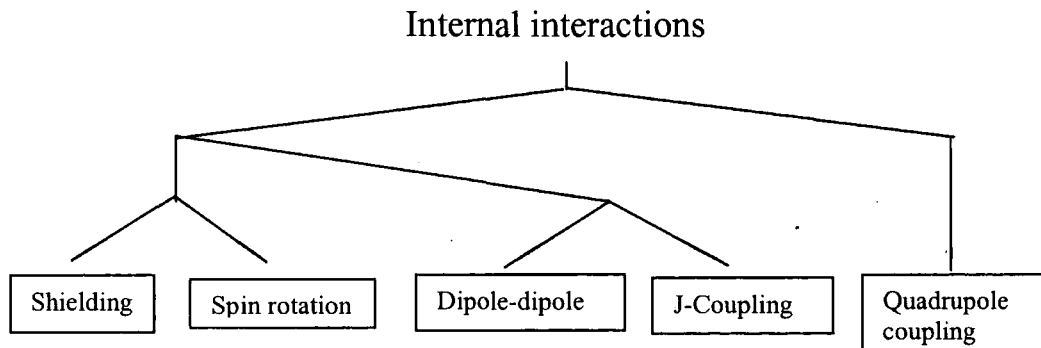 Internal interactions
Shielding
Spin rotation
Dipole-dipole
J-Coupling
Quadrupole
coupling